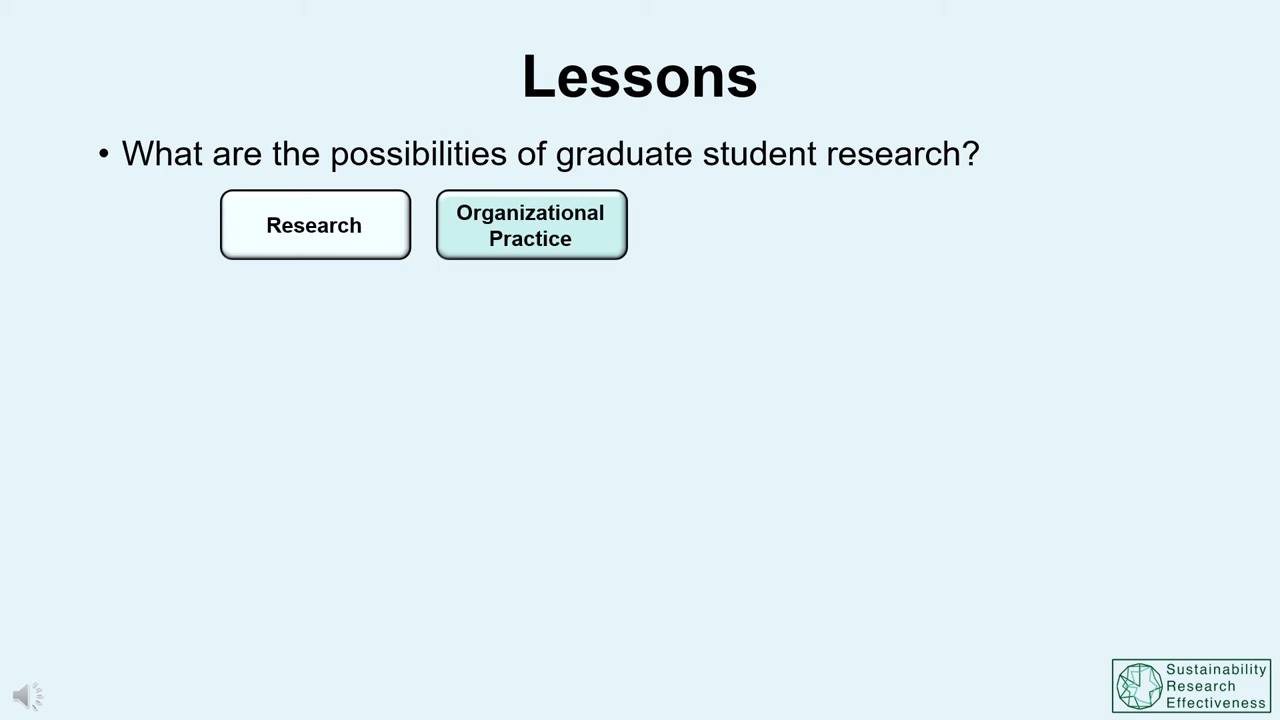 Lessons
• What are the possibilities of graduate student research?
Research
Organizational
Practice
Sustainability
Research
Effectiveness